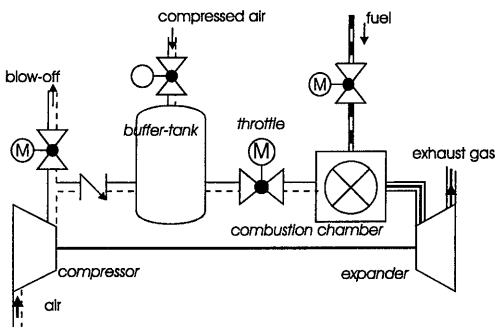 compressed air
fuel
blow-off
M
buffer-tank
throttle
M
M
exhaust gas
combustion chamber
compressor
expander
air